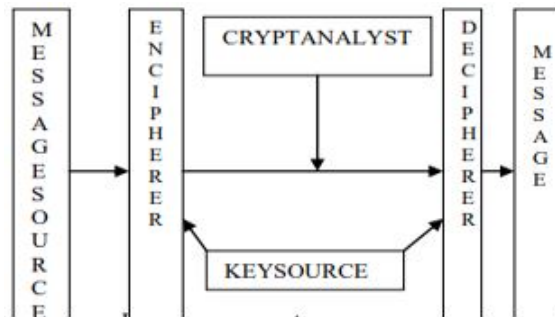 MESSAGESOURCE
ENCIPHERER
CRYPTANALYST
KEYSOURCE
DECIPHERER
MESSAGE